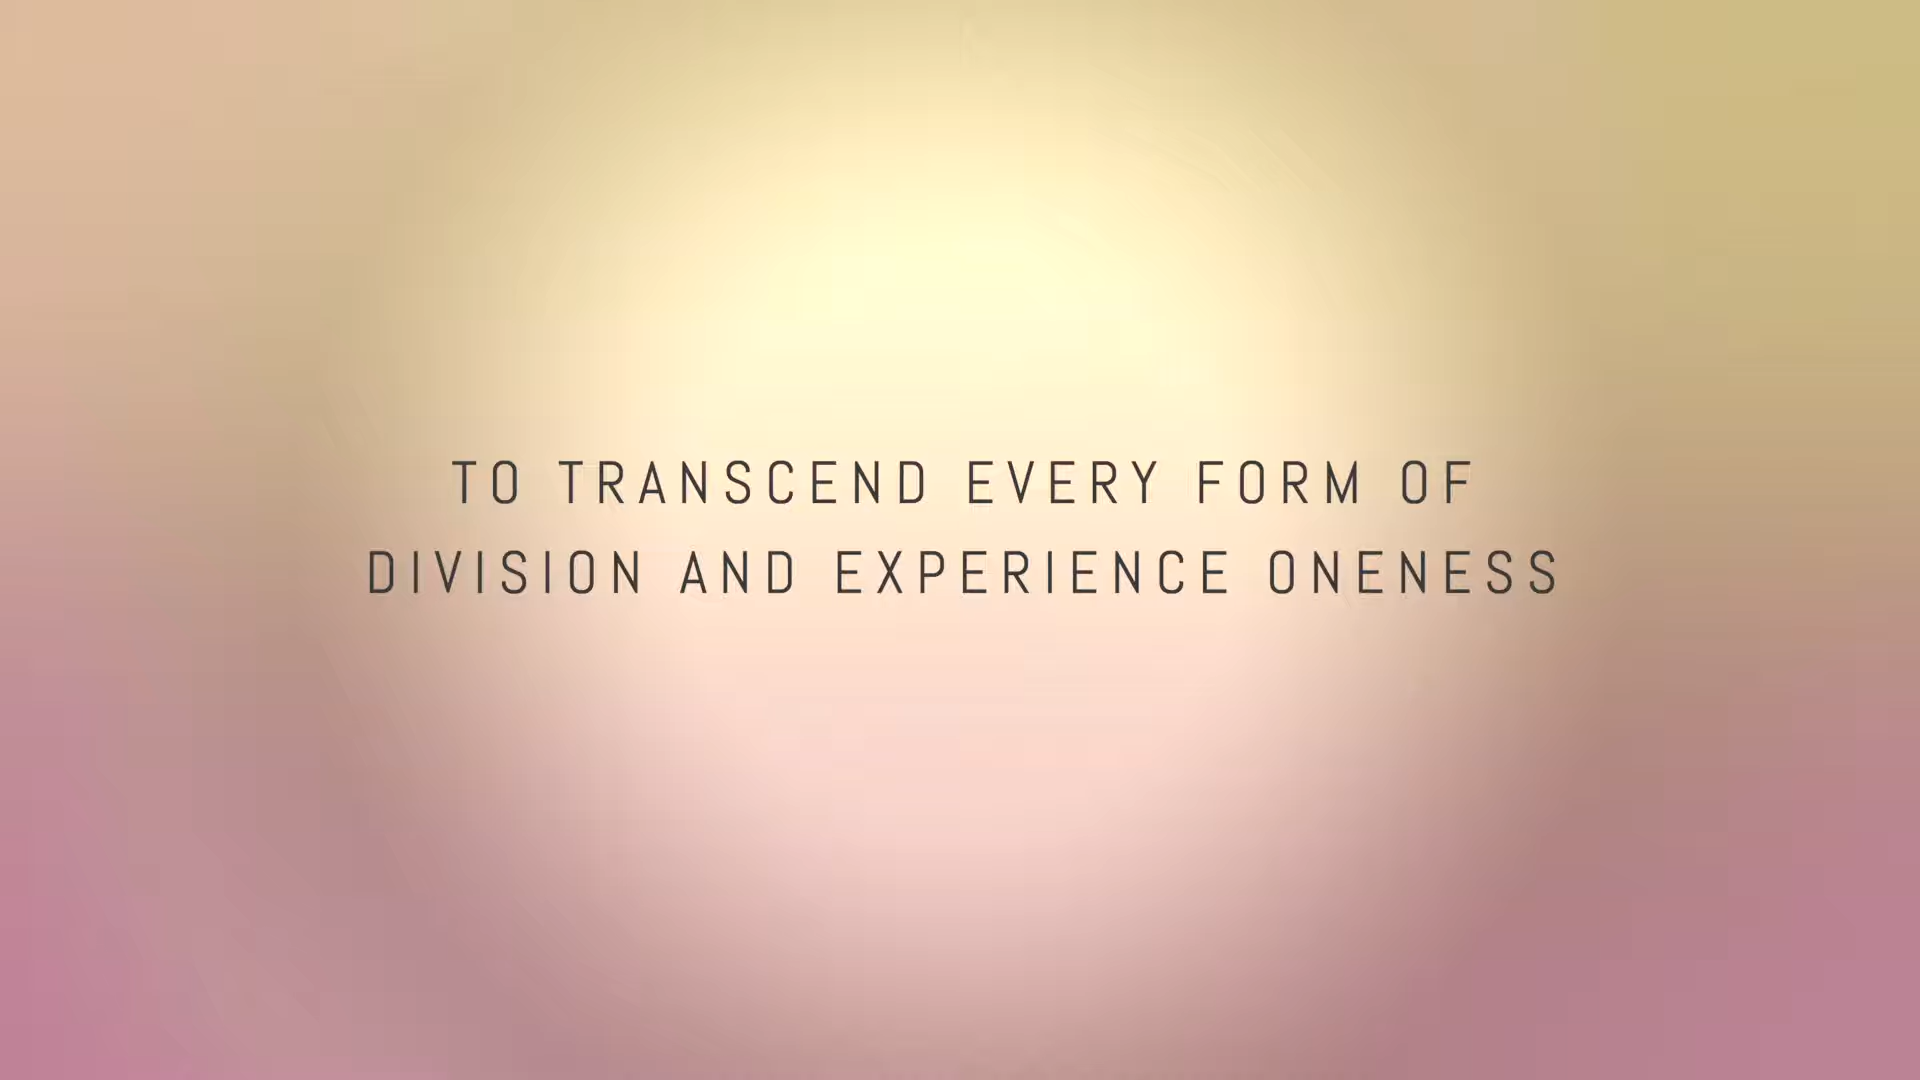 TO TRANSCEND EVERY FORM OF
DIVISION AND EXPERIENCE ONENESS